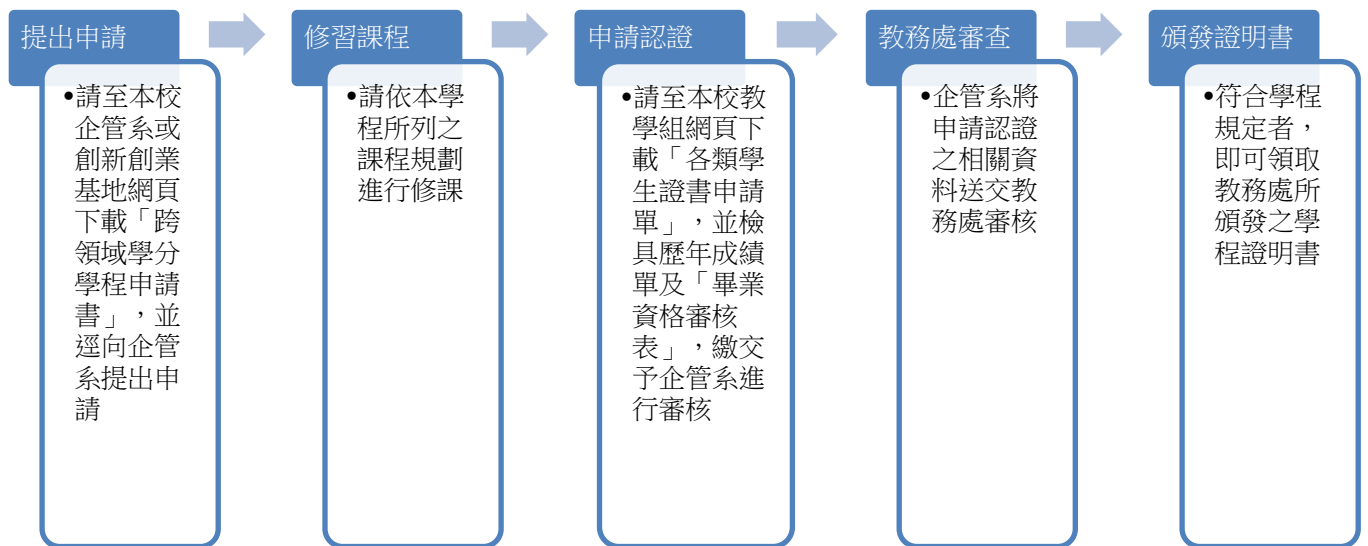 提出申請
•請至本校
企管系或
創新創業
基地網頁
下載「跨
領域學分
學程申請
書」，並
逕向企管
系提出申
請
修習課程
•請依本學
程所列之
課程規劃
進行修課
申請認證
•請至本校教
學組網頁下
載「各類學
生證書申請
單」，並檢
具歷年成績
單及「畢業
資格審核
表」，繳交
予企管系進
行審核
教務處審查
•企管系將
申請認證
之相關資
料送交教
務處審核
頒發證明書
•符合學程
規定者，
即可領取
教務處所
頒發之學
程證明書